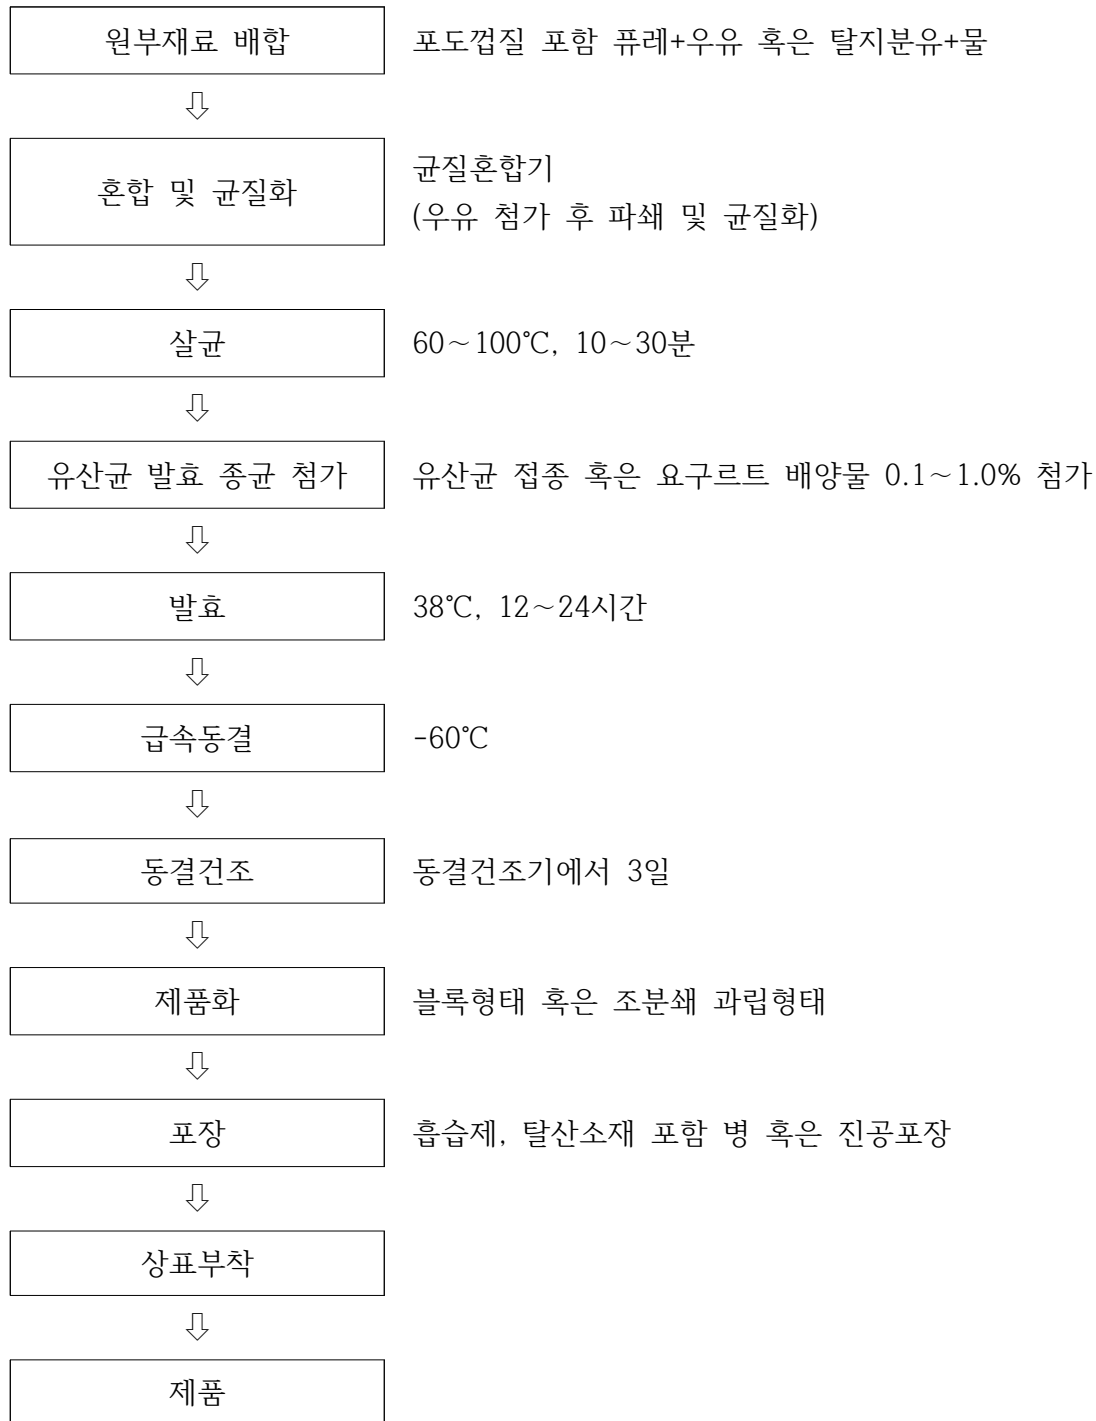 원부재료 배합
포도껍질 포함 퓨레+우유 혹은 탈지분유+물
⇩
혼합 및 균질화
균질혼합기
(우유 첨가 후 파쇄 및 균질화)
⇩
살균
60~100℃, 10~30분
⇩
유산균 발효 종균 첨가
유산균 접종 혹은 요구르트 배양물 0.1~1.0% 첨가
⇩
발효
38℃, 12~24시간
⇩
급속동결
-60℃
⇩
동결건조
동결건조기에서 3일
⇩
제품화
블록형태 혹은 조분쇄 과립형태
⇩
포장
흡습제, 탈산소재 포함 병 혹은 진공포장
⇩
상표부착
⇩
제품